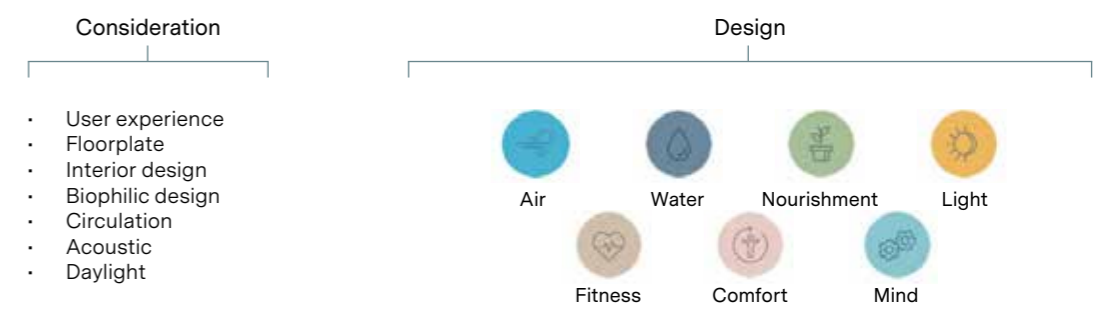 Consideration
Design
· User experience
· Floorplate
· Interior design
· Biophilic design
· Circulation
· Acoustic
· Daylight
Air Water Nourishment Light
Fitness Comfort Mind